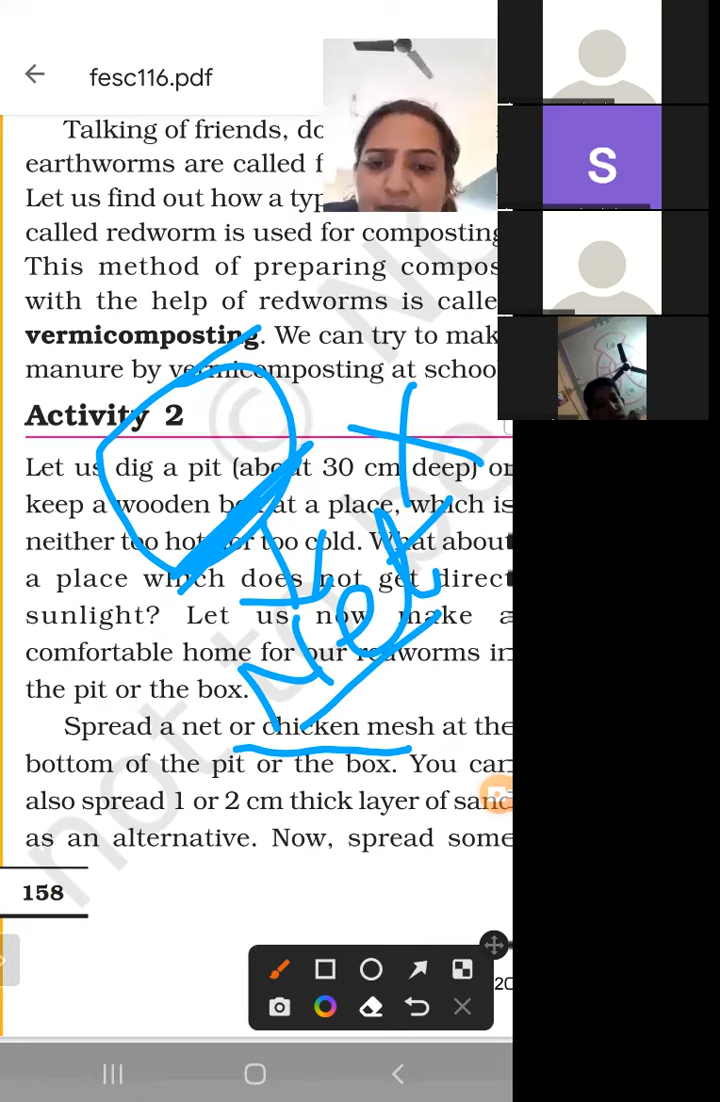 fesc116.pdf
Talking of friends, do
earthworms are called f
Let us find out how a typ
called redworm is used for composting
This method of preparing compos
with the help of redworms is calle
vermicomposting. We can try to mak
manure by vermicomposting at schoo
Activity 2
Let us dig a pit (about 30 cm deep) or
keep a wooden box at a place, which is
neither too hot nor too cold. What about
a place which does not get direct
sunlight? Let us now make a
comfortable home for our redworms in
the pit or the box.
Net
Spread a net or chicken mesh at the
bottom of the pit or the box. You can
also spread 1 or 2 cm thick layer of sand
as an alternative. Now, spread some
158
20
S